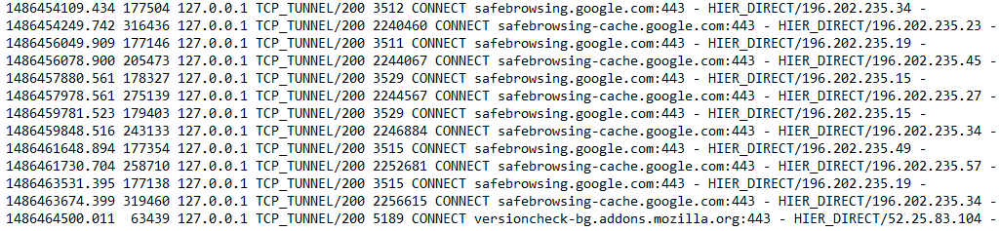 1486454109.434 177504 127.0.0.1 TCP_TUNNEL/200 3512 CONNECT safebrowsing.google.com:443 - HIER_DIRECT/196.202.235.34 -
1486454249.742 316436 127.0.0.1 TCP_TUNNEL/200 2240460 CONNECT safebrowsing-cache.google.com:443 - HIER_DIRECT/196.202.235.23 -
1486456049.909 177146 127.0.0.1 TCP_TUNNEL/200 3511 CONNECT safebrowsing.google.com:443 - HIER_DIRECT/196.202.235.19 -
1486456078.900 205473 127.0.0.1 TCP_TUNNEL/200 2244067 CONNECT safebrowsing-cache.google.com:443 - HIER_DIRECT/196.202.235.45 -
1486457880.561 178327 127.0.0.1 TCP_TUNNEL/200 3529 CONNECT safebrowsing.google.com:443 - HIER_DIRECT/196.202.235.15 -
1486457978.561 275139 127.0.0.1 TCP_TUNNEL/200 2244567 CONNECT safebrowsing-cache.google.com:443 - HIER_DIRECT/196.202.235.27 -
1486459781.523 179403 127.0.0.1 TCP_TUNNEL/200 3529 CONNECT safebrowsing.google.com:443 - HIER_DIRECT/196.202.235.15 -
1486459848.516 243133 127.0.0.1 TCP_TUNNEL/200 2246884 CONNECT safebrowsing-cache.google.com:443 - HIER_DIRECT/196.202.235.34 -
1486461648.894 177354 127.0.0.1 TCP_TUNNEL/200 3515 CONNECT safebrowsing.google.com:443 - HIER_DIRECT/196.202.235.49 -
1486461730.704 258710 127.0.0.1 TCP_TUNNEL/200 2252681 CONNECT safebrowsing-cache.google.com:443 - HIER_DIRECT/196.202.235.57 -
1486463531.395 177138 127.0.0.1 TCP_TUNNEL/200 3515 CONNECT safebrowsing.google.com:443 - HIER_DIRECT/196.202.235.19 -
1486463674.399 319460 127.0.0.1 TCP_TUNNEL/200 2256615 CONNECT safebrowsing-cache.google.com:443 - HIER_DIRECT/196.202.235.34 -
1486464500.011  63439 127.0.0.1 TCP_TUNNEL/200 5189 CONNECT versioncheck-bg.addons.mozilla.org:443 - HIER_DIRECT/52.25.83.104 -